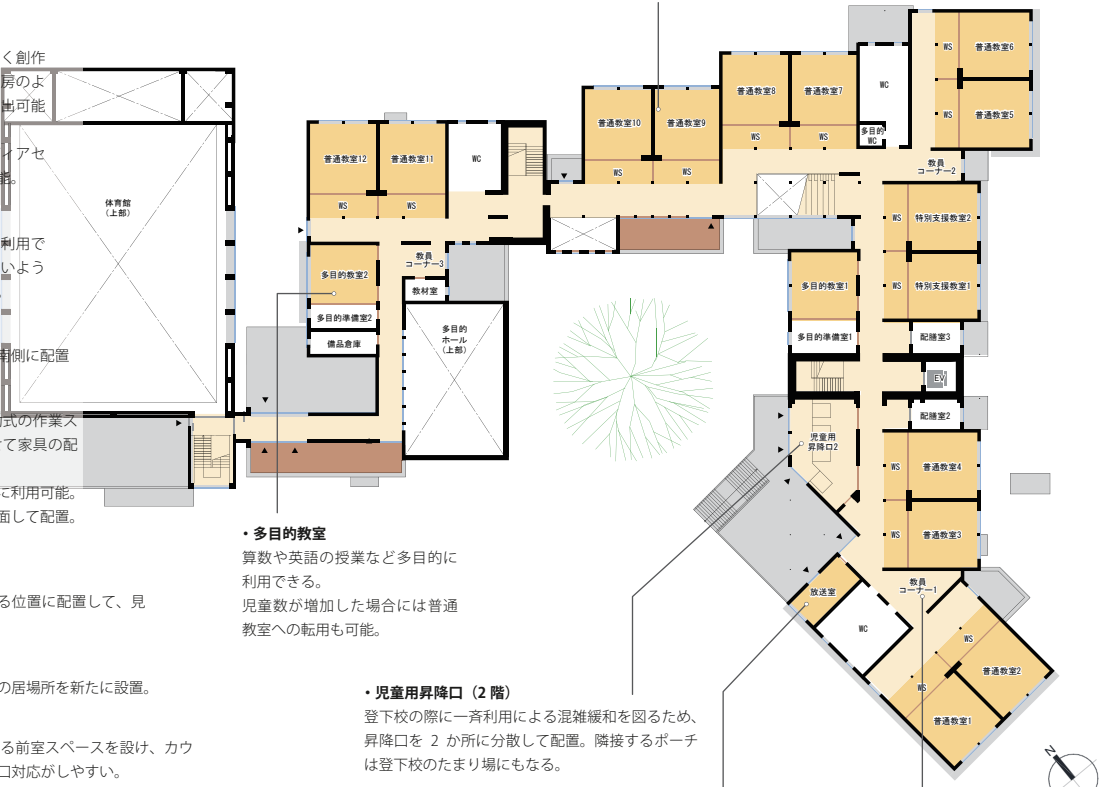 く創作
房のよ
出可能
ィアセ
能。
利用で
いよう
南側に配置
式の作業ス
せて家具の配
に利用可能。
面して配置。
る位置に配置して、見
の居場所を新たに設置。
る前室スペースを設け、カウ
口対応がしやすい。
体育館
（上部）
普通教室12
普通教室11
WC
WS
WS
多目的教室2
教員
コーナー3
教材室
多目的準備室2
備品倉庫
多目的
ホール
（上部）
普通教室10
普通教室9
WS
WS
普通教室8
普通教室7
WS
WS
WC
多目的
WC
WS
普通教室6
WS
普通教室5
教員
コーナー2
WS
特別支援教室2
WS
特別支援教室1
多目的教室1
多目的準備室1
配膳室3
EV
配膳室2
児童用
昇降口2
WS
普通教室4
WS
普通教室3
教員
コーナー1
放送室
WC
WS
普通教室2
WS
普通教室1
N
・多目的教室
算数や英語の授業など多目的に
利用できる。
児童数が増加した場合には普通
教室への転用も可能。
・児童用昇降口（2 階）
登下校の際に一斉利用による混雑緩和を図るため、
昇降口を 2 か所に分散して配置。隣接するポーチ
は登下校のたまり場にもなる。